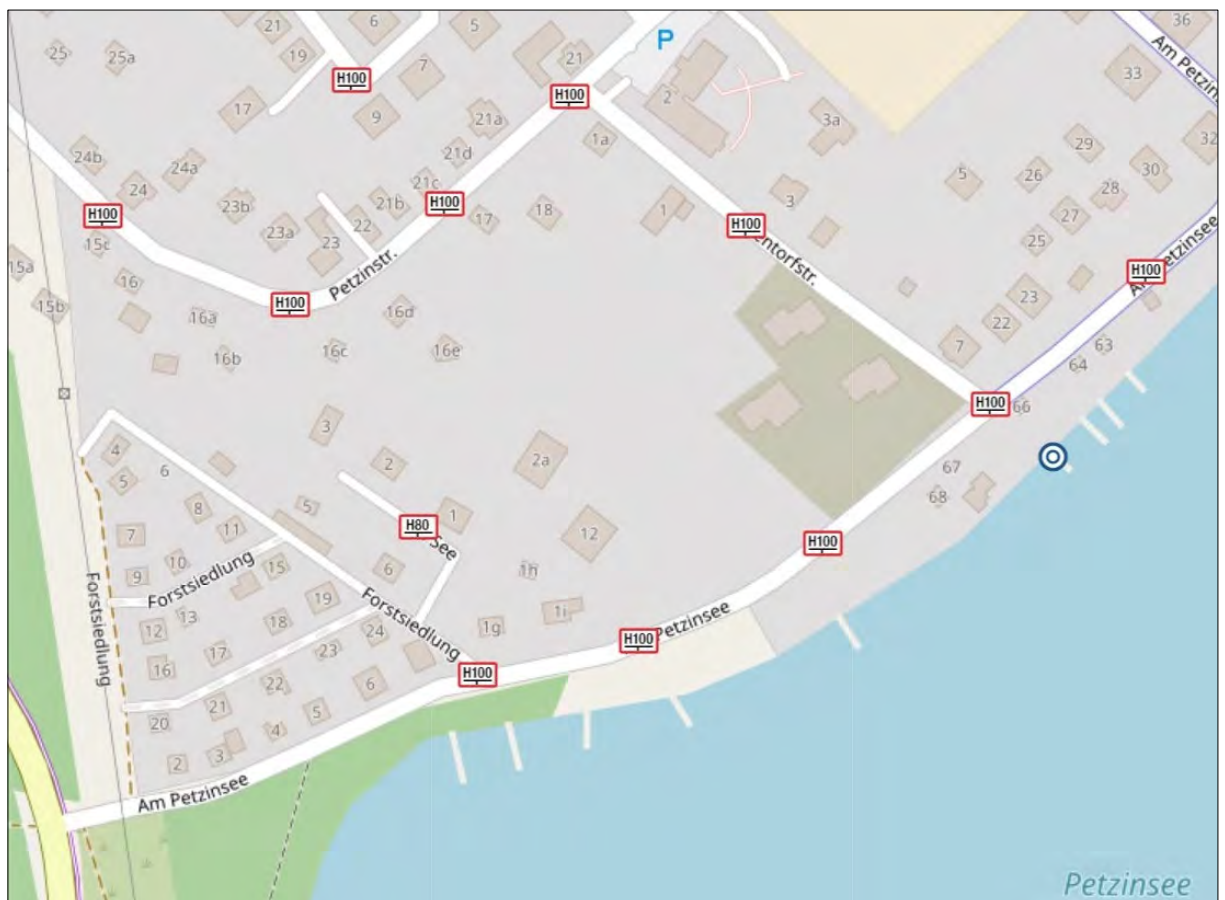 21
6
5
36
25
25a
19
P
21
Am Petzin
7
33
17
H100
H100
2
9
21a
3a
1a
29
32
24b
24a
21d
30
24
21c
5
26
28
23b
21b
H100
3
H100
22
17
18
1
27
15c
23a
H100
23
entorfstr.
25
Petzinsee
15a
16
Petzinstr.
H100
15b
H100
16d
23
16a
22
63
16b
16c
16e
7
64
H100
66
3
4
6
2
2a
67
5
68
8
5
1
7
11
H80
See
12
H100
10
9
15
6
1h
Forstsiedlung
13
19
Forstsiedlung
1i
Forstsiedlung
12
18
24
1g
Petzinsee
17
23
H100
16
22
6
H100
20
21
5
4
2
3
Am Petzinsee
Petzinsee